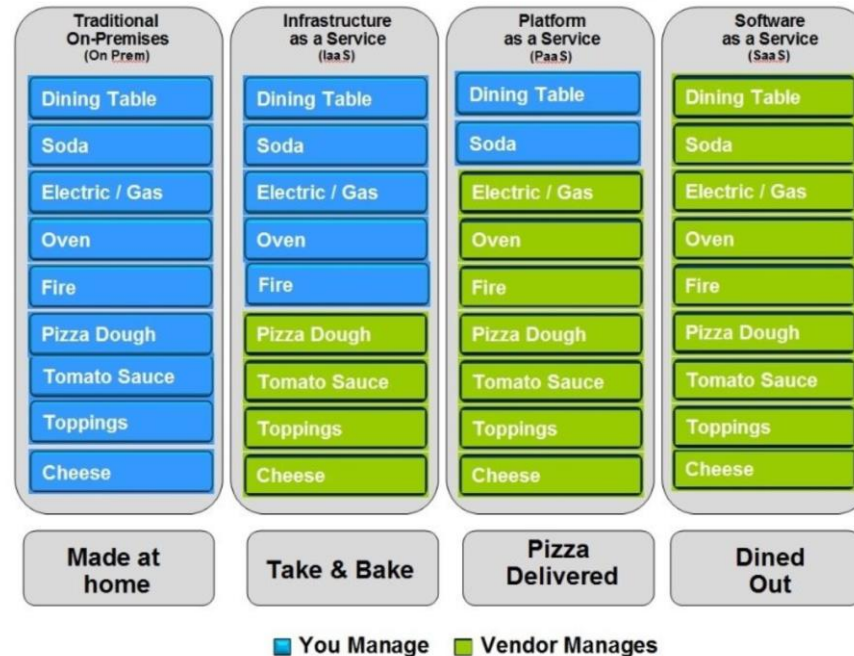 Traditional
On-Premises
(On Prem)
Dining Table
Soda
Electric / Gas
Oven
Fire
Pizza Dough
Tomato Sauce
Toppings
Cheese
Made at
home
Infrastructure
as a Service
(IaaS)
Dining Table
Soda
Electric / Gas
Oven
Fire
Pizza Dough
Tomato Sauce
Toppings
Cheese
Take & Bake
Platform
as a Service
(PaaS)
Dining Table
Soda
Electric / Gas
Oven
Fire
Pizza Dough
Tomato Sauce
Toppings
Cheese
Pizza
Delivered
Software
as a Service
(SaaS)
Dining Table
Soda
Electric / Gas
Oven
Fire
Pizza Dough
Tomato Sauce
Toppings
Cheese
Dined
Out
You Manage
Vendor Manages